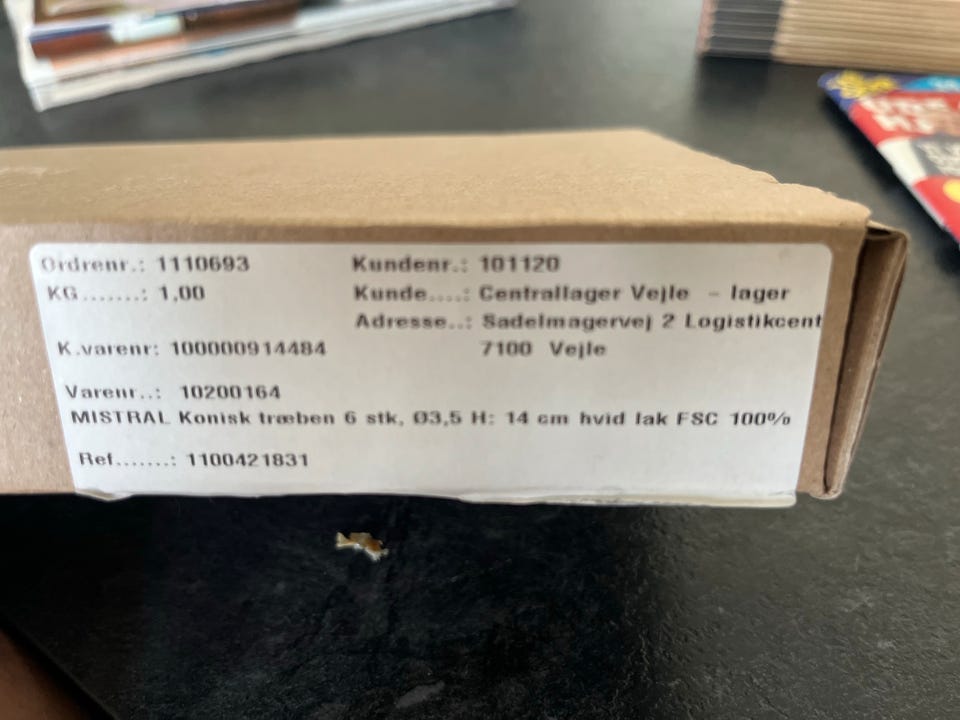 Ordrenr.: 1110693 Kundenr.: 101120
KG.......: 1,00 Kunde....: Centrallager Vejle - lager
Adresse..: Sadelmagervej 2 Logistikcent
K.varenr: 100000914484 7100 Vejle
Varenr..: 10200164
MISTRAL Konisk træben 6 stk, Ø3,5 H: 14 cm hvid lak FSC 100%
Ref.......: 1100421831